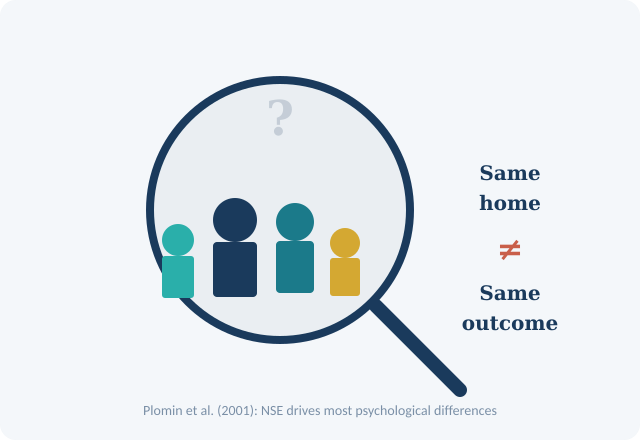 ?
Same
home
≠
Same
outcome
Plomin et al. (2001): NSE drives most psychological differences